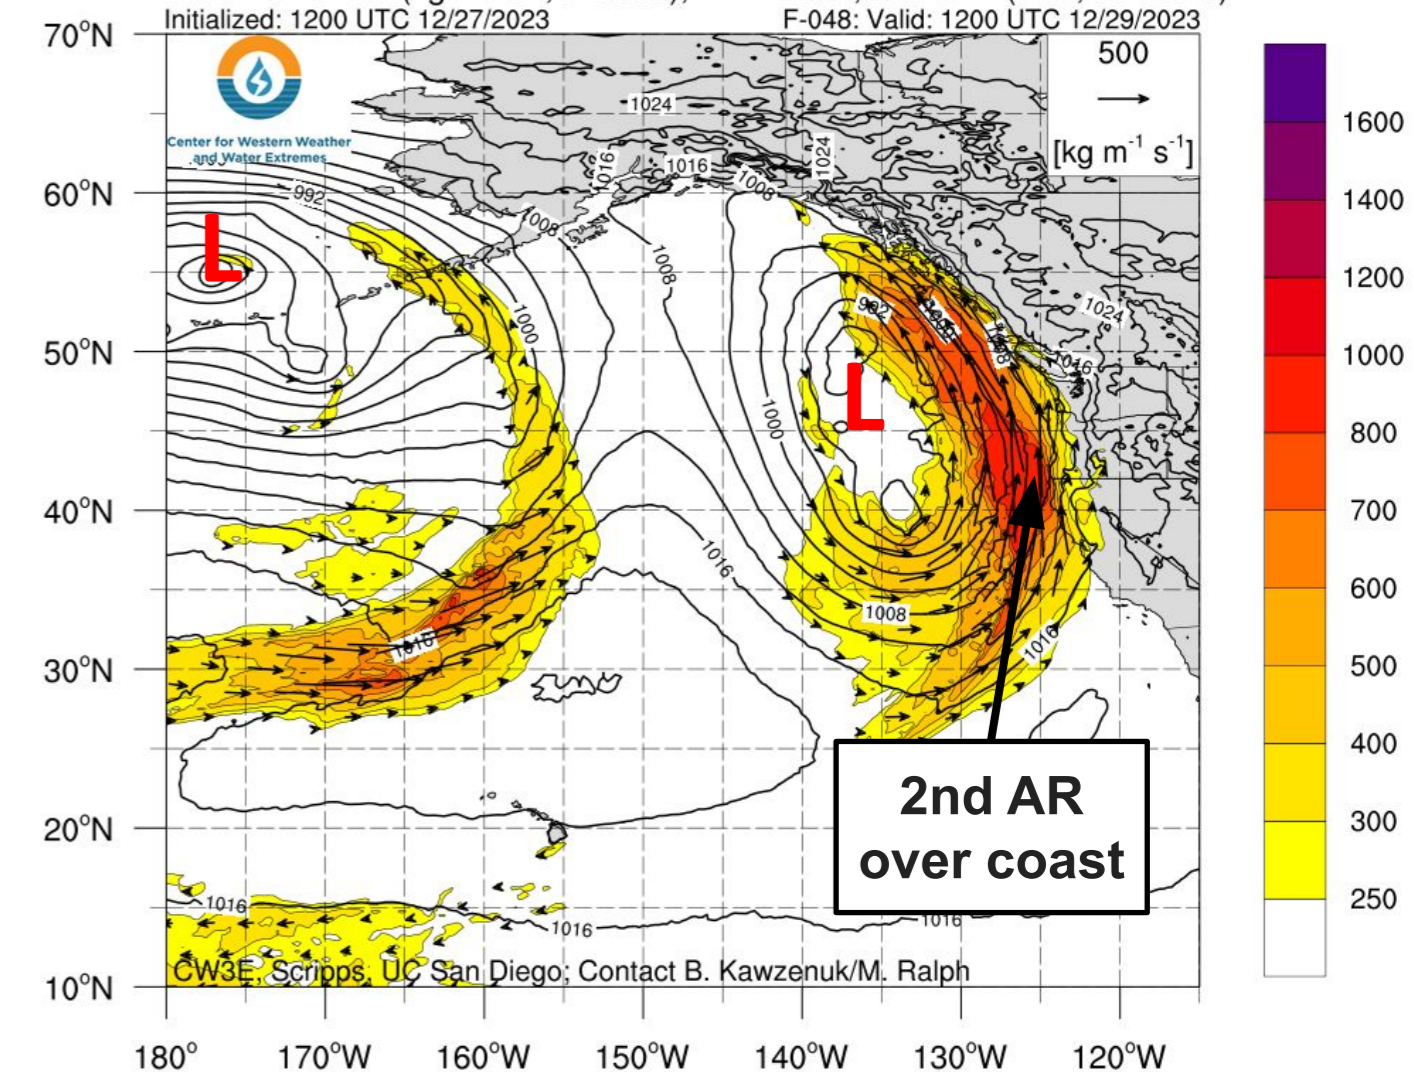 Initialized: 1200 UTC 12/27/2023
F-048: Valid: 1200 UTC 12/29/2023
70°N
60°N
50°N
40°N
30°N
20°N
10°N
Center for Western Weather
and Water Extremes
500
[kg m⁻¹ s⁻¹]
1024
1016
1016
1008
1024
992
1008
1008
1000
992
1000
1008
1024
1016
1000
1016
1008
1016
1016
L
L
2nd AR
over coast
1016
1016
1016
CW3E, Scripps, UC San Diego; Contact B. Kawzenuk/M. Ralph
180°
170°W
160°W
150°W
140°W
130°W
120°W
1600
1400
1200
1000
800
700
600
500
400
300
250